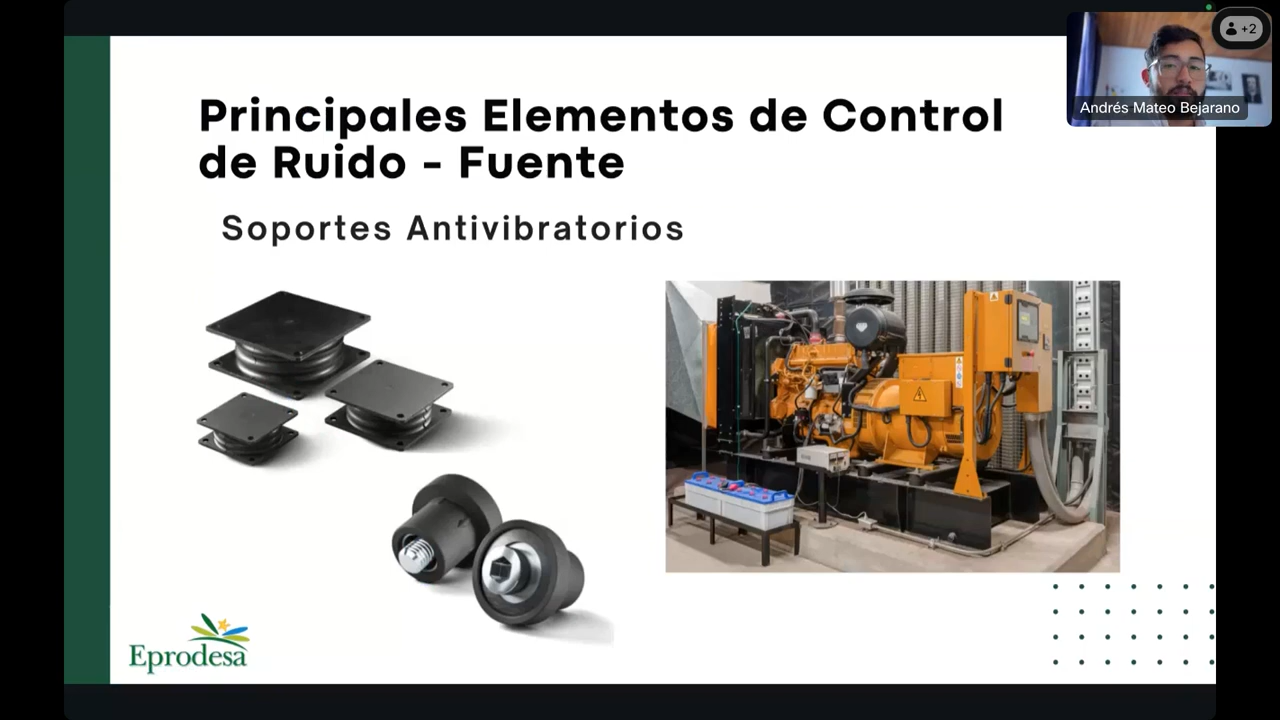 Principales Elementos de Control
de Ruido - Fuente
Soportes Antivibratorios
Eprodesa
+2
Andrés Mateo Bejarano